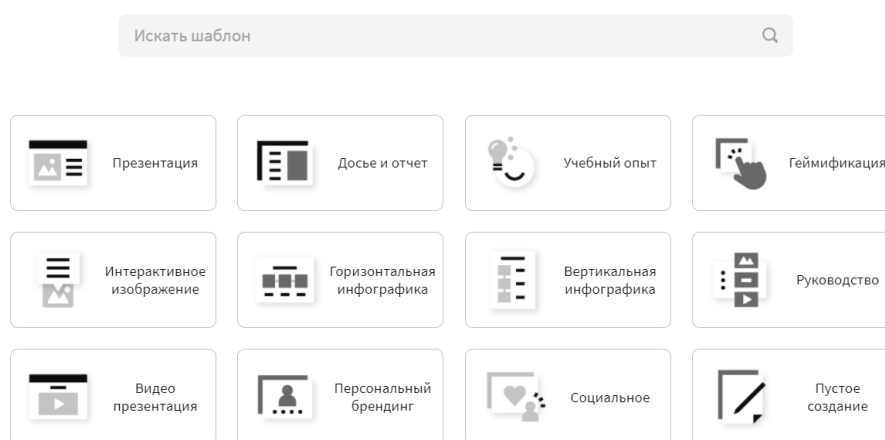 Искать шаблон
Презентация
Досье и отчет
Учебный опыт
Геймификация
Интерактивное
изображение
Горизонтальная
инфографика
Вертикальная
инфографика
Руководство
Видео
презентация
Персональный
брендинг
Социальное
Пустое
создание